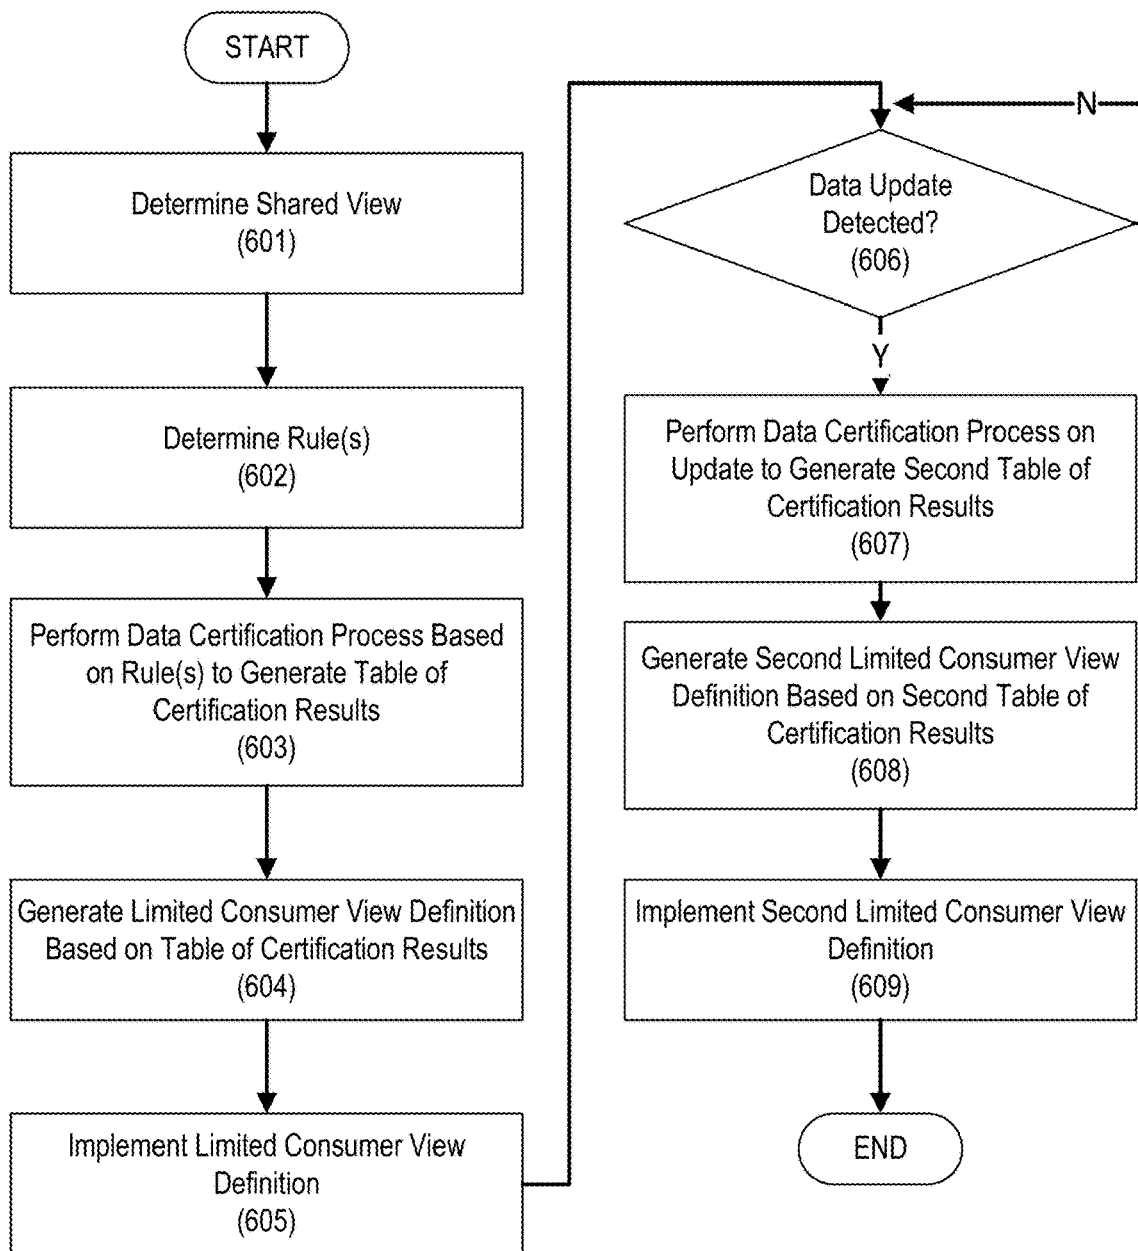 START
Determine Shared View
(601)
Determine Rule(s)
(602)
Perform Data Certification Process Based
on Rule(s) to Generate Table of
Certification Results
(603)
Generate Limited Consumer View Definition
Based on Table of Certification Results
(604)
Implement Limited Consumer View
Definition
(605)
N
Data Update
Detected?
(606)
Y
Perform Data Certification Process on
Update to Generate Second Table of
Certification Results
(607)
Generate Second Limited Consumer View
Definition Based on Second Table of
Certification Results
(608)
Implement Second Limited Consumer View
Definition
(609)
END